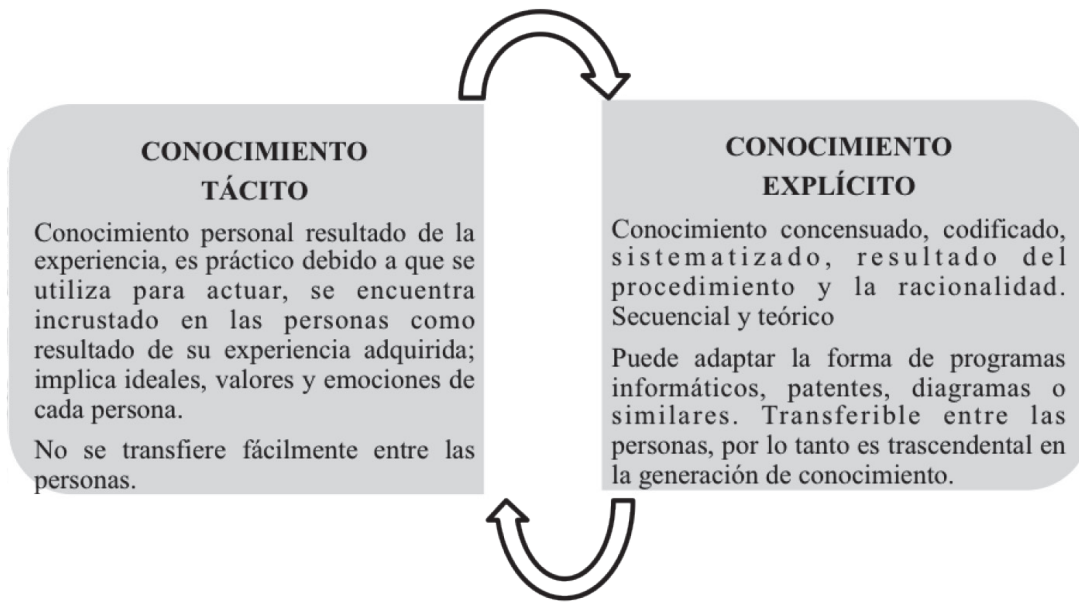 CONOCIMIENTO
TÁCITO
Conocimiento personal resultado de la
experiencia, es práctico debido a que se
utiliza para actuar, se encuentra
incrustado en las personas como
resultado de su experiencia adquirida;
implica ideales, valores y emociones de
cada persona.
No se transfiere fácilmente entre las
personas.
CONOCIMIENTO
EXPLÍCITO
Conocimiento concensuado, codificado,
sistematizado, resultado del
procedimiento y la racionalidad.
Secuencial y teórico
Puede adaptar la forma de programas
informáticos, patentes, diagramas o
similares. Transferible entre las
personas, por lo tanto es trascendental en
la generación de conocimiento.